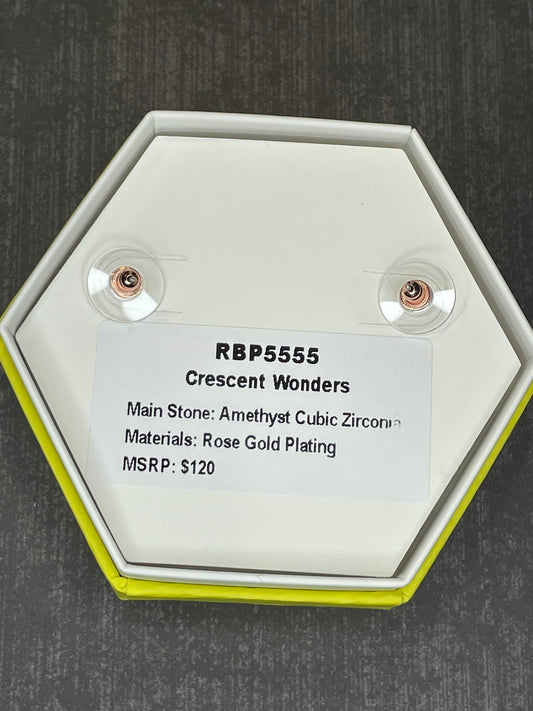 RBP5555
Crescent Wonders
Main Stone: Amethyst Cubic Zirconia
Materials: Rose Gold Plating
MSRP: $120